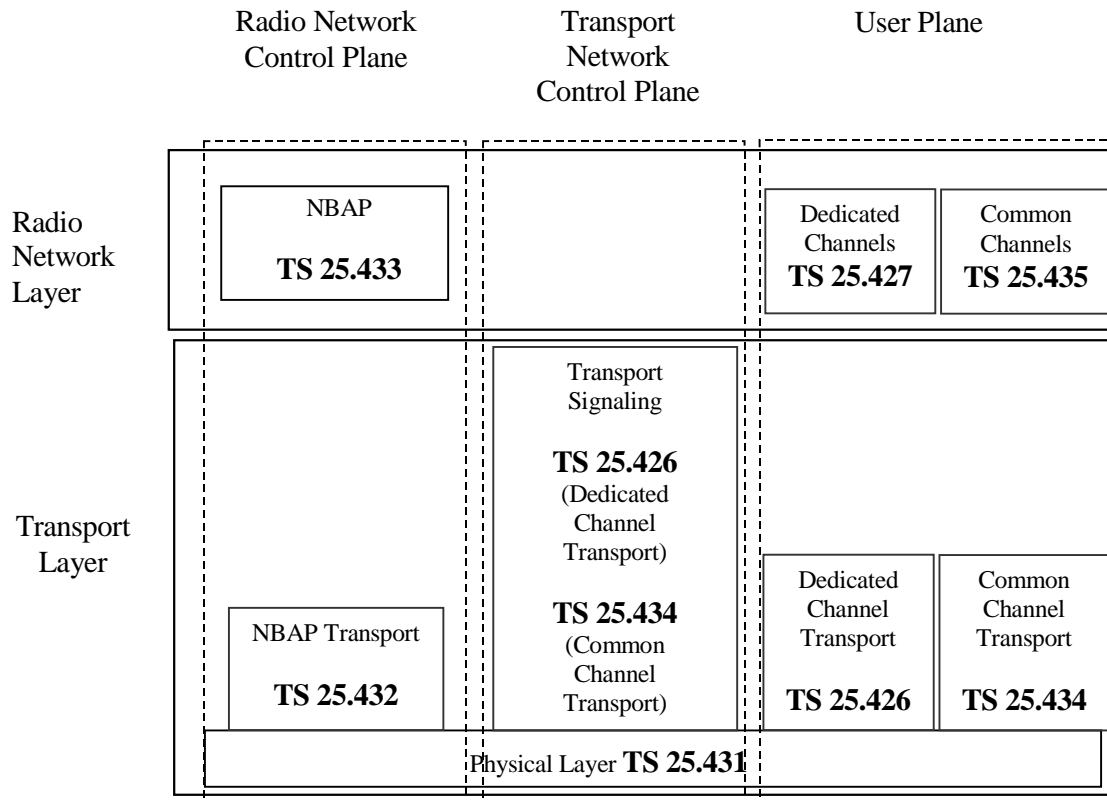 Radio Network
Control Plane
Transport
Network
Control Plane
User Plane
Radio
Network
Layer
NBAP
TS 25.433
Dedicated
Channels
TS 25.427
Common
Channels
TS 25.435
Transport
Layer
NBAP Transport
TS 25.432
Transport
Signaling
TS 25.426
(Dedicated
Channel
Transport)
TS 25.434
(Common
Channel
Transport)
Dedicated
Channel
Transport
TS 25.426
Common
Channel
Transport
TS 25.434
Physical Layer TS 25.431